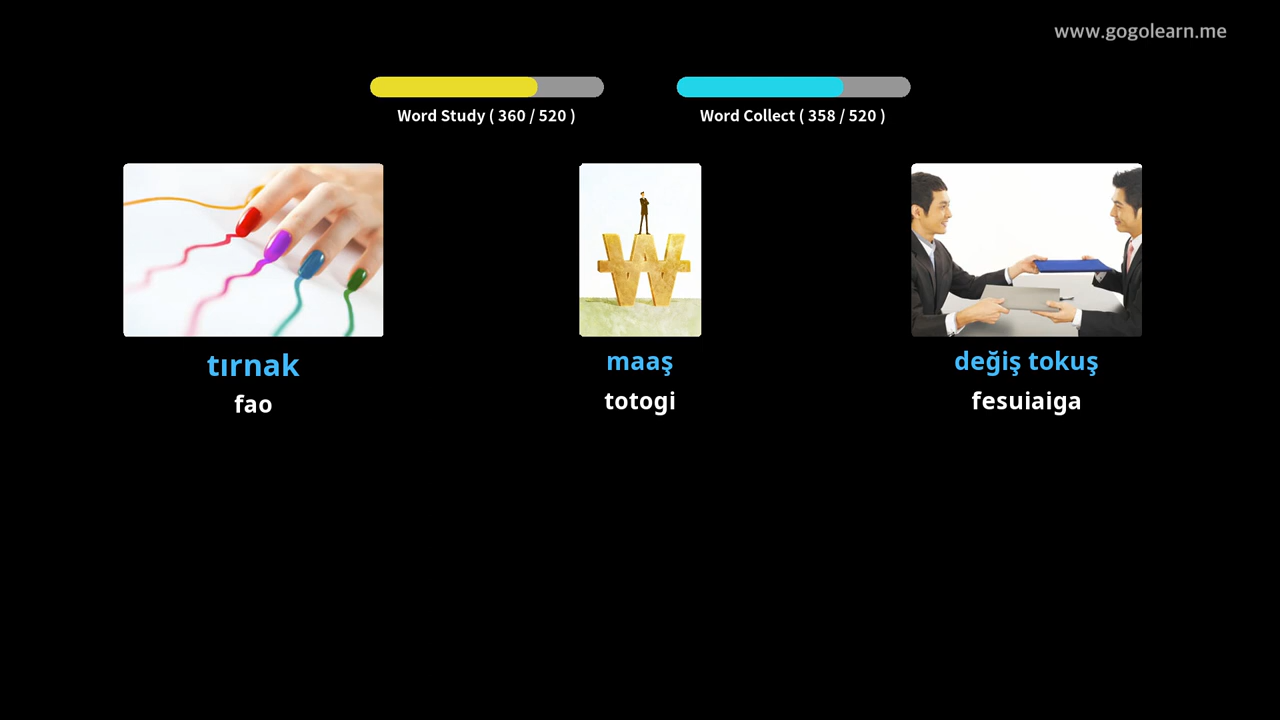 www.gogolearn.me
Word Study ( 360 / 520 )
Word Collect ( 358 / 520 )
tırnak
fao
maaş
totogi
değiş tokuş
fesuiaiga